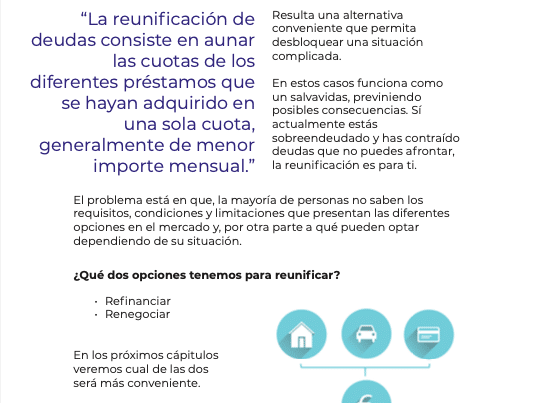 “La reunificación de
deudas consiste en aunar
las cuotas de los
diferentes préstamos que
se hayan adquirido en
una sola cuota,
generalmente de menor
importe mensual.”
Resulta una alternativa
conveniente que permita
desbloquear una situación
complicada.
En estos casos funciona como
un salvavidas, previniendo
posibles consecuencias. Sí
actualmente estás
sobreendeudado y has contraído
deudas que no puedes afrontar,
la reunificación es para ti.
El problema está en que, la mayoría de personas no saben los
requisitos, condiciones y limitaciones que presentan las diferentes
opciones en el mercado y, por otra parte a qué pueden optar
dependiendo de su situación.
¿Qué dos opciones tenemos para reunificar?
• Refinanciar
• Renegociar
En los próximos cápitulos
veremos cual de las dos
será más conveniente.